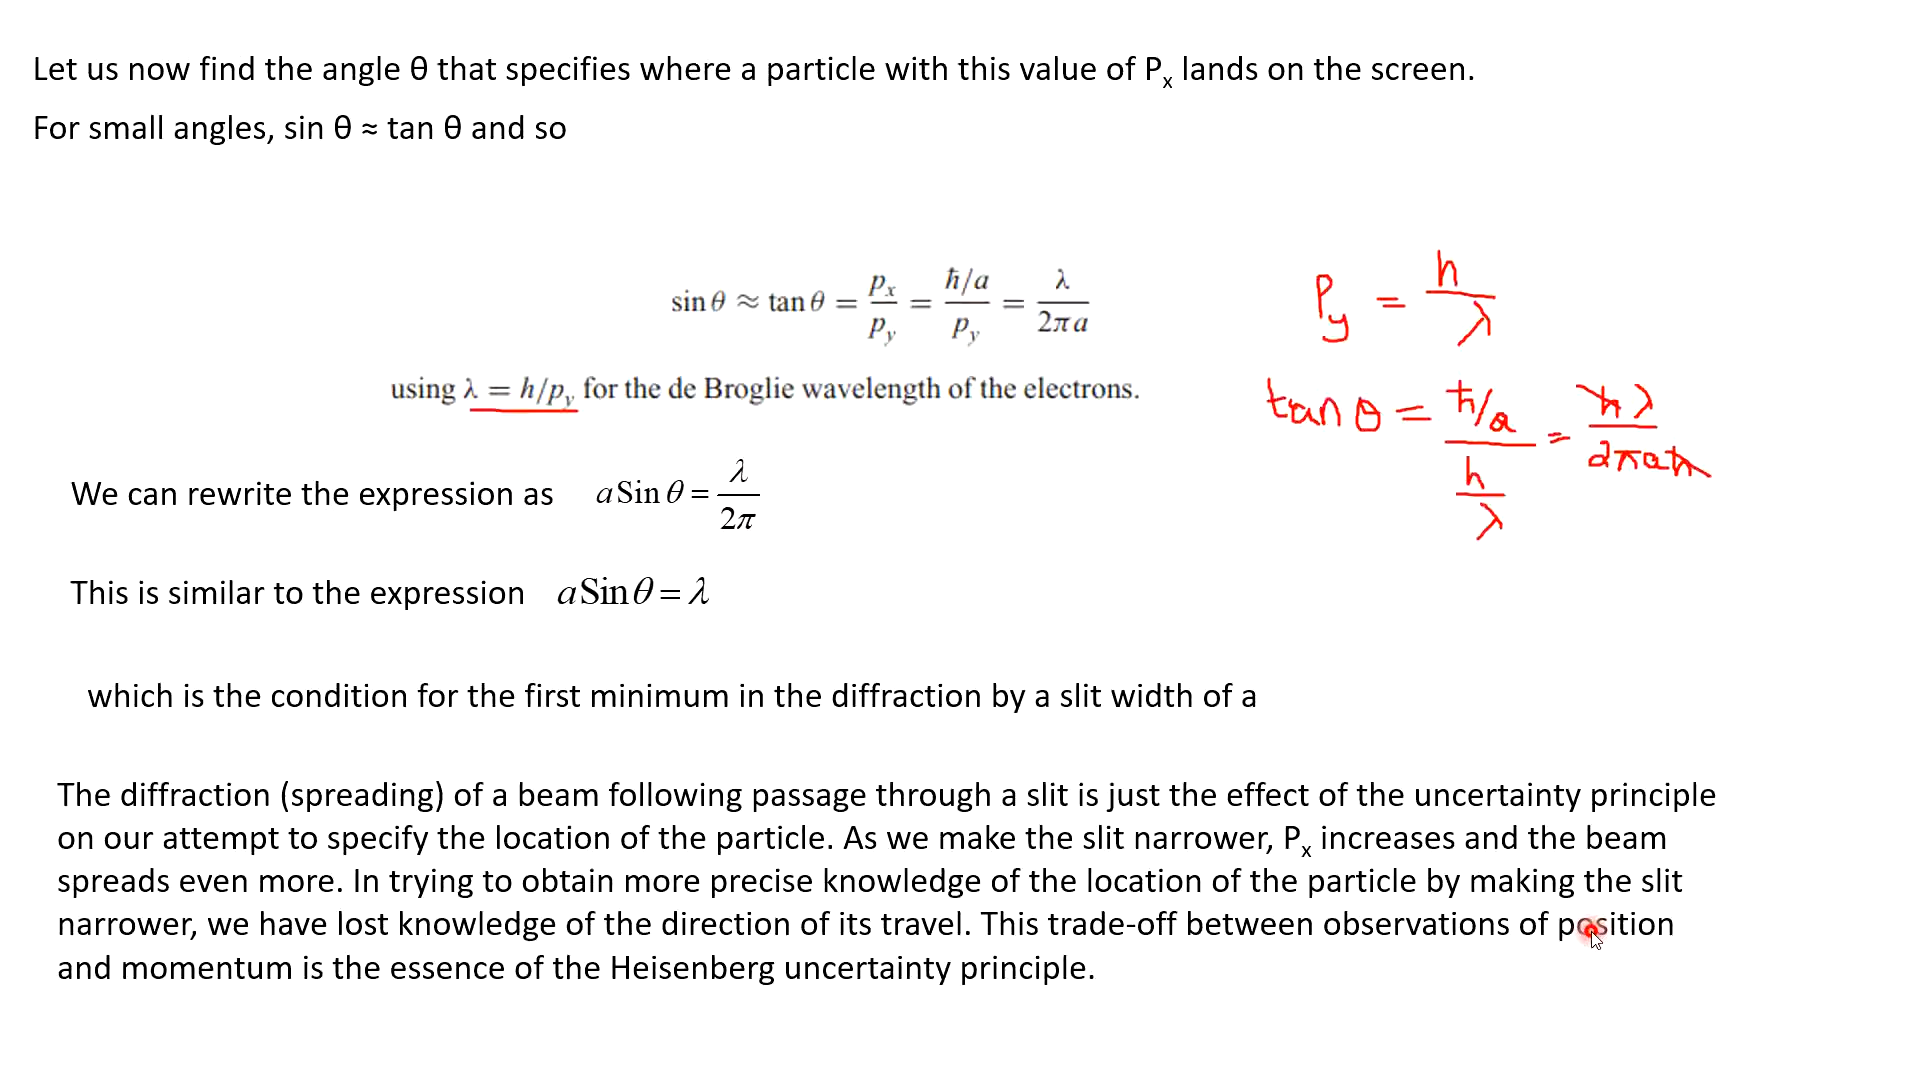 Let us now find the angle θ that specifies where a particle with this value of Pₓ lands on the screen.
For small angles, sin θ ≈ tan θ and so
sin θ ≈ tan θ = pₓ/p_y = (ħ/a)/p_y = λ/2πa
using λ = h/p_y for the de Broglie wavelength of the electrons.
We can rewrite the expression as a Sin θ = λ/2π
This is similar to the expression a Sin θ = λ
which is the condition for the first minimum in the diffraction by a slit width of a
The diffraction (spreading) of a beam following passage through a slit is just the effect of the uncertainty principle
on our attempt to specify the location of the particle. As we make the slit narrower, Pₓ increases and the beam
spreads even more. In trying to obtain more precise knowledge of the location of the particle by making the slit
narrower, we have lost knowledge of the direction of its travel. This trade-off between observations of position
and momentum is the essence of the Heisenberg uncertainty principle.
P_y = h/λ
tan θ = (ħ/a)/(h/λ) = hλ/2πah